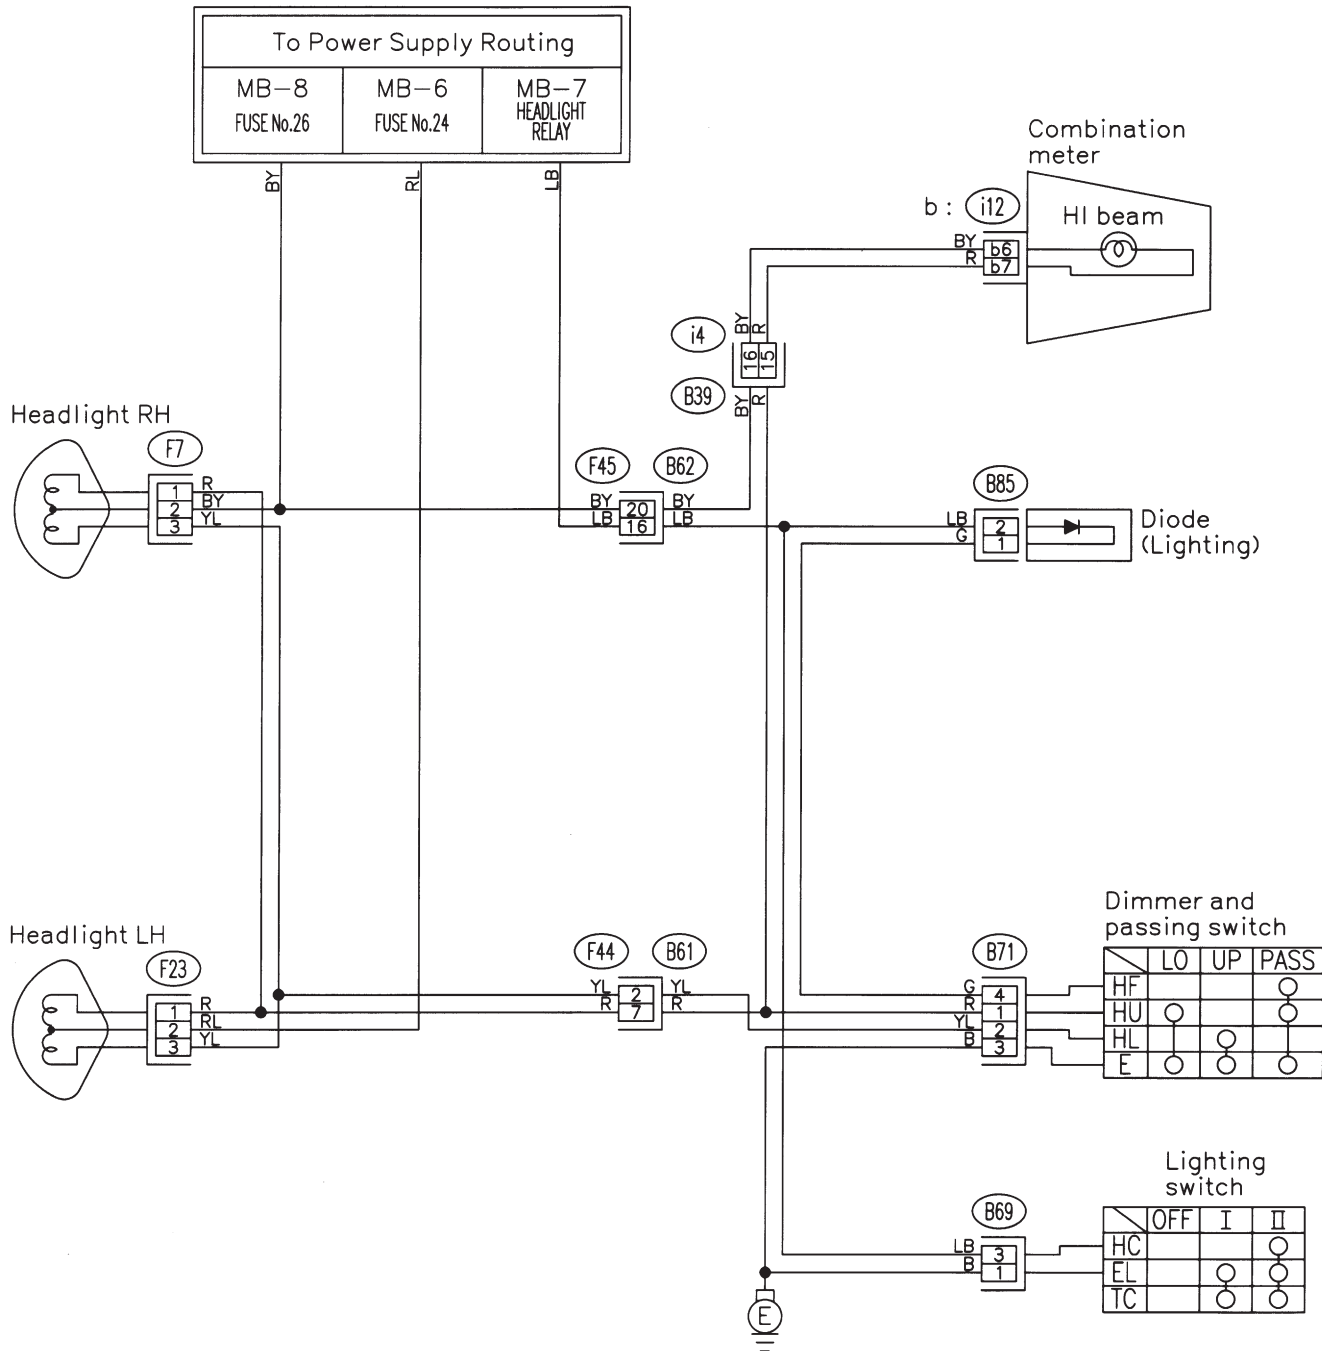 To Power Supply Routing
MB-8
FUSE No.26
MB-6
FUSE No.24
MB-7
HEADLIGHT
RELAY
BY
RL
LB
Combination
meter
b : i12
HI beam
BY
R
b6
b7
i4
BY
R
16
15
B39
BY
R
Headlight RH
F7
1
2
3
R
BY
YL
F45
B62
BY
LB
20
16
BY
LB
B85
LB
G
2
1
Diode
(Lighting)
Headlight LH
F23
1
2
3
R
RL
YL
F44
B61
YL
R
2
7
YL
R
B71
G
R
YL
B
4
1
2
3
Dimmer and
passing switch
LO UP PASS
HF
HU
HL
E
Lighting
switch
B69
LB
B
3
1
OFF I II
HC
EL
TC
E